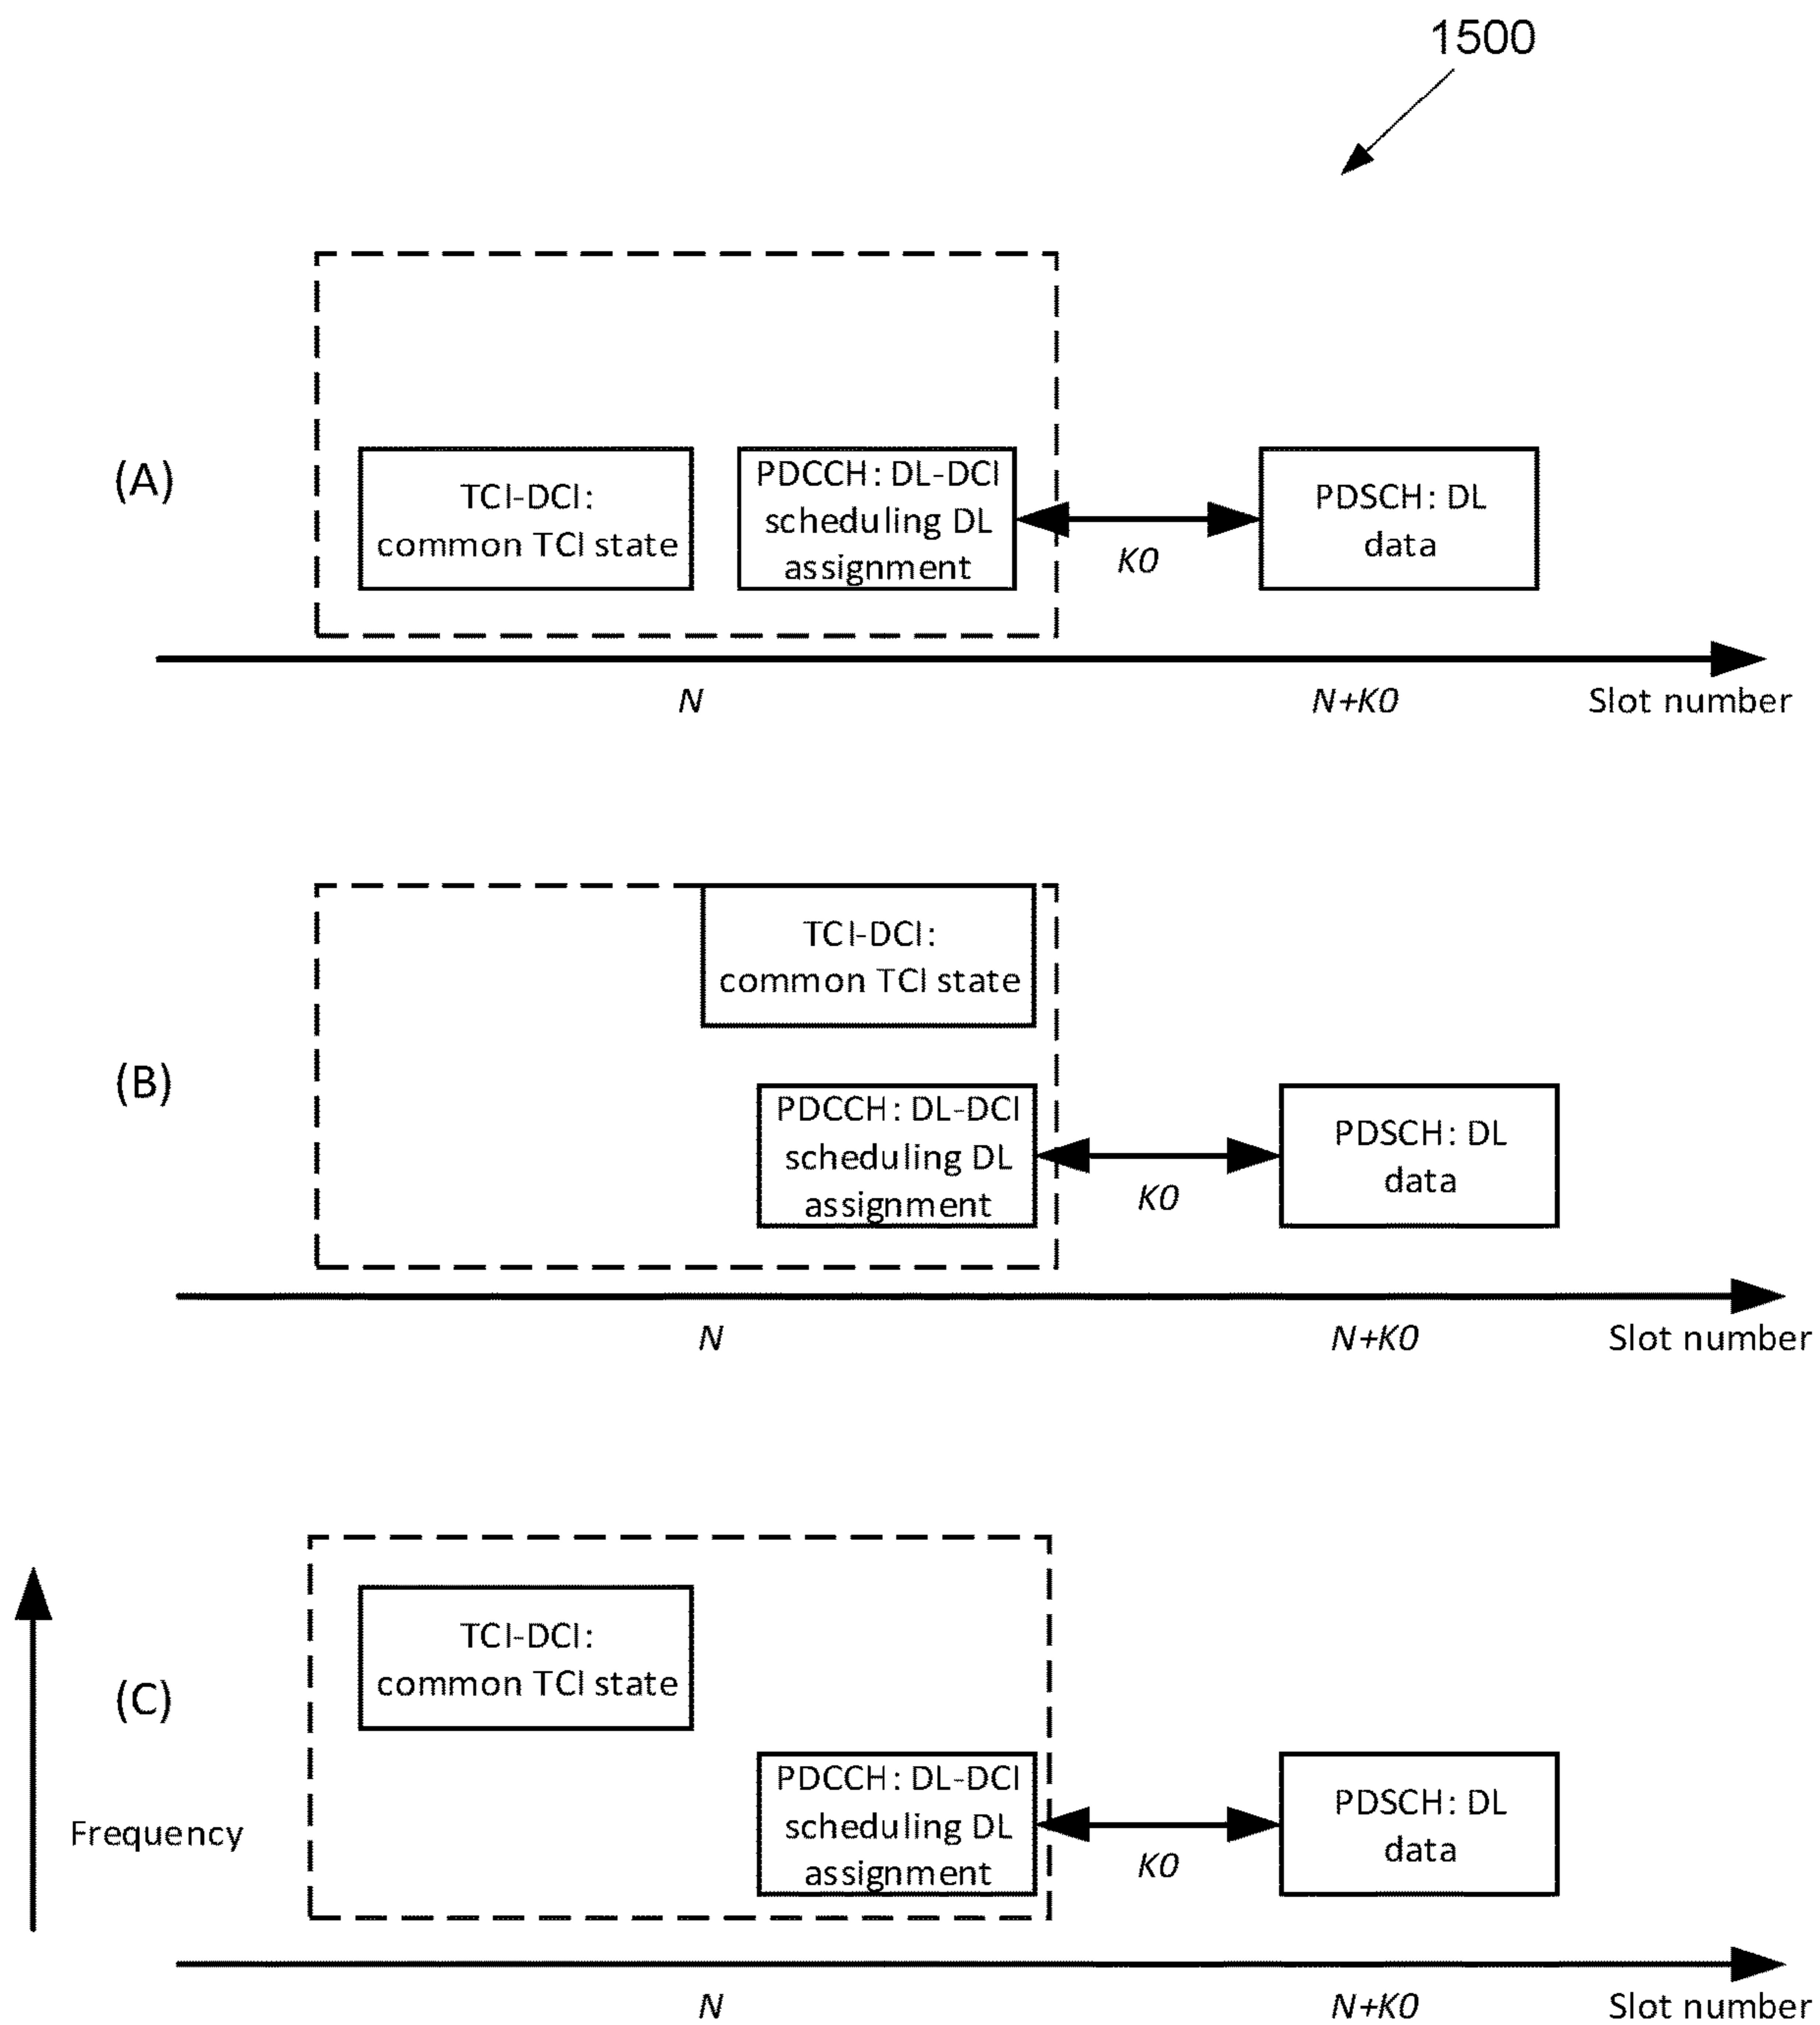 1500
(A)
TCI-DCI:
common TCI state
PDCCH: DL-DCI
scheduling DL
assignment
K0
PDSCH: DL
data
N
N+K0
Slot number
(B)
TCI-DCI:
common TCI state
PDCCH: DL-DCI
scheduling DL
assignment
K0
PDSCH: DL
data
N
N+K0
Slot number
(C)
Frequency
TCI-DCI:
common TCI state
PDCCH: DL-DCI
scheduling DL
assignment
K0
PDSCH: DL
data
N
N+K0
Slot number